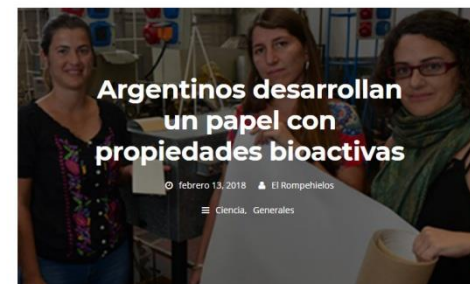 Argentinos desarrollan
un papel con
propiedades bioactivas
febrero 13, 2018 El Rompehielos
Ciencia, Generales